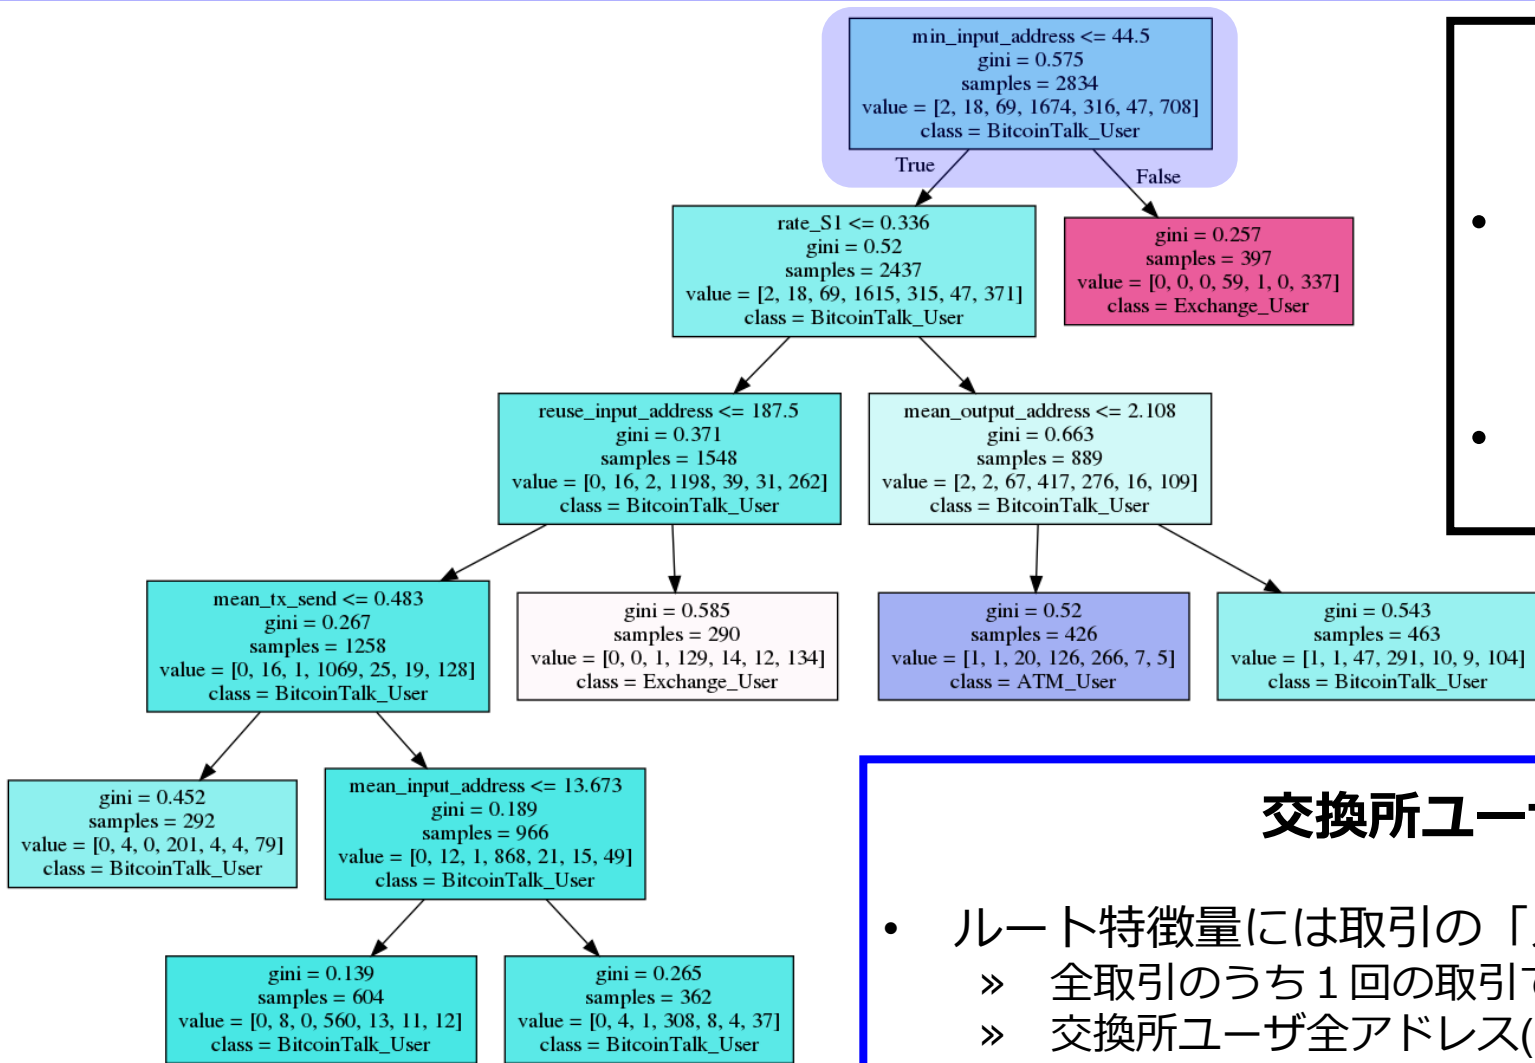 min_input_address <= 44.5
gini = 0.575
samples = 2834
value = [2, 18, 69, 1674, 316, 47, 708]
class = BitcoinTalk_User
True
False
rate_S1 <= 0.336
gini = 0.52
samples = 2437
value = [2, 18, 69, 1615, 315, 47, 371]
class = BitcoinTalk_User
gini = 0.257
samples = 397
value = [0, 0, 0, 59, 1, 0, 337]
class = Exchange_User
•
reuse_input_address <= 187.5
gini = 0.371
samples = 1548
value = [0, 16, 2, 1198, 39, 31, 262]
class = BitcoinTalk_User
mean_output_address <= 2.108
gini = 0.663
samples = 889
value = [2, 2, 67, 417, 276, 16, 109]
class = BitcoinTalk_User
•
mean_tx_send <= 0.483
gini = 0.267
samples = 1258
value = [0, 16, 1, 1069, 25, 19, 128]
class = BitcoinTalk_User
gini = 0.585
samples = 290
value = [0, 0, 1, 129, 14, 12, 134]
class = Exchange_User
gini = 0.52
samples = 426
value = [1, 1, 20, 126, 266, 7, 5]
class = ATM_User
gini = 0.543
samples = 463
value = [1, 1, 47, 291, 10, 9, 104]
class = BitcoinTalk_User
gini = 0.452
samples = 292
value = [0, 4, 0, 201, 4, 4, 79]
class = BitcoinTalk_User
mean_input_address <= 13.673
gini = 0.189
samples = 966
value = [0, 12, 1, 868, 21, 15, 49]
class = BitcoinTalk_User
gini = 0.139
samples = 604
value = [0, 8, 0, 560, 13, 11, 12]
class = BitcoinTalk_User
gini = 0.265
samples = 362
value = [0, 4, 1, 308, 8, 4, 37]
class = BitcoinTalk_User
交換所ユー
• ルート特徴量には取引の「
» 全取引のうち１回の取引で
» 交換所ユーザ全アドレス(